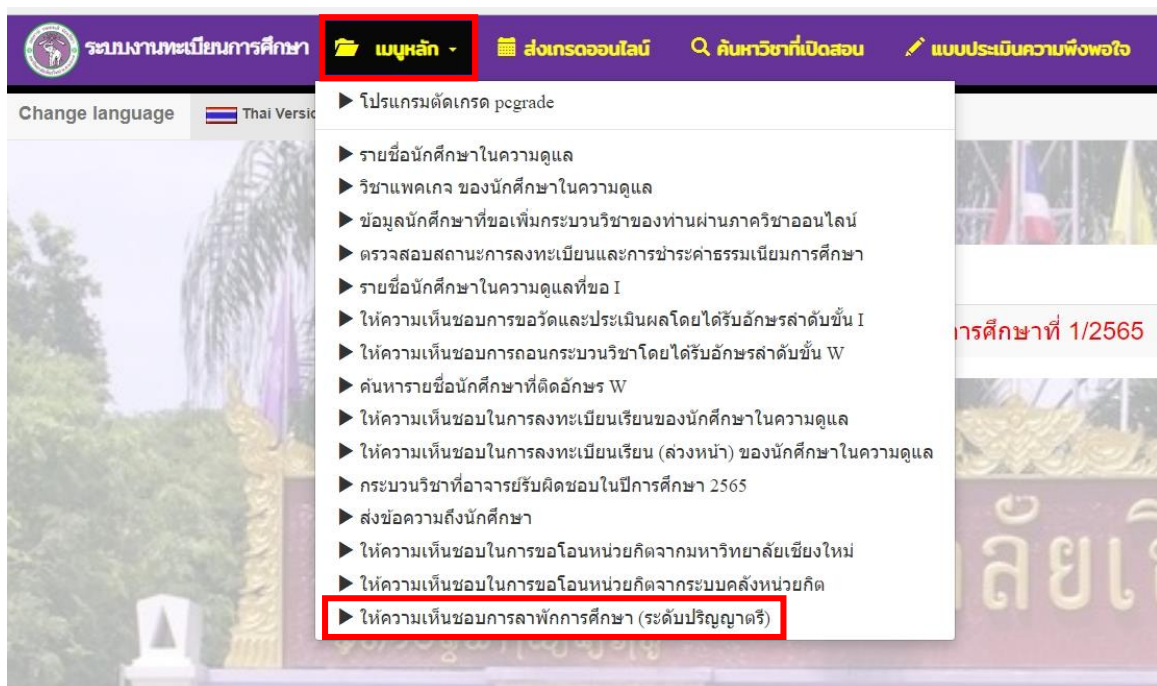 ระบบงานทะเบียนการศึกษา เมนูหลัก ส่งเกรดออนไลน์ ค้นหาวิชาที่เปิดสอน แบบประเมินความพึงพอใจ
Change language Thai
▶ โปรแกรมตัดเกรด pcgrade
▶ รายชื่อนักศึกษาในความดูแล
▶ วิชาแพคเกจ ของนักศึกษาในความดูแล
▶ ข้อมูลนักศึกษาที่ขอเพิ่มกระบวนวิชาของท่านผ่านภาควิชาออนไลน์
▶ ตรวจสอบสถานะการลงทะเบียนและการชำระค่าธรรมเนียมการศึกษา
▶ รายชื่อนักศึกษาในความดูแลที่ขอ I
▶ ให้ความเห็นชอบการขอวัดและประเมินผลโดยได้รับอักษรลำดับขั้น I
ารศึกษาที่ 1/2565
▶ ให้ความเห็นชอบการถอนกระบวนวิชาโดยได้รับอักษรลำดับขั้น W
▶ ค้นหารายชื่อนักศึกษาที่ติดอักษร W
▶ ให้ความเห็นชอบในการลงทะเบียนเรียนของนักศึกษาในความดูแล
▶ ให้ความเห็นชอบในการลงทะเบียนเรียน (ล่วงหน้า) ของนักศึกษาในความดูแล
▶ กระบวนวิชาที่อาจารย์รับผิดชอบในปีการศึกษา 2565
▶ ส่งข้อความถึงนักศึกษา
▶ ให้ความเห็นชอบในการขอโอนหน่วยกิตจากมหาวิทยาลัยเชียงใหม่
▶ ให้ความเห็นชอบในการขอโอนหน่วยกิตจากระบบคลังหน่วยกิต
▶ ให้ความเห็นชอบการลาพักการศึกษา (ระดับปริญญาตรี)